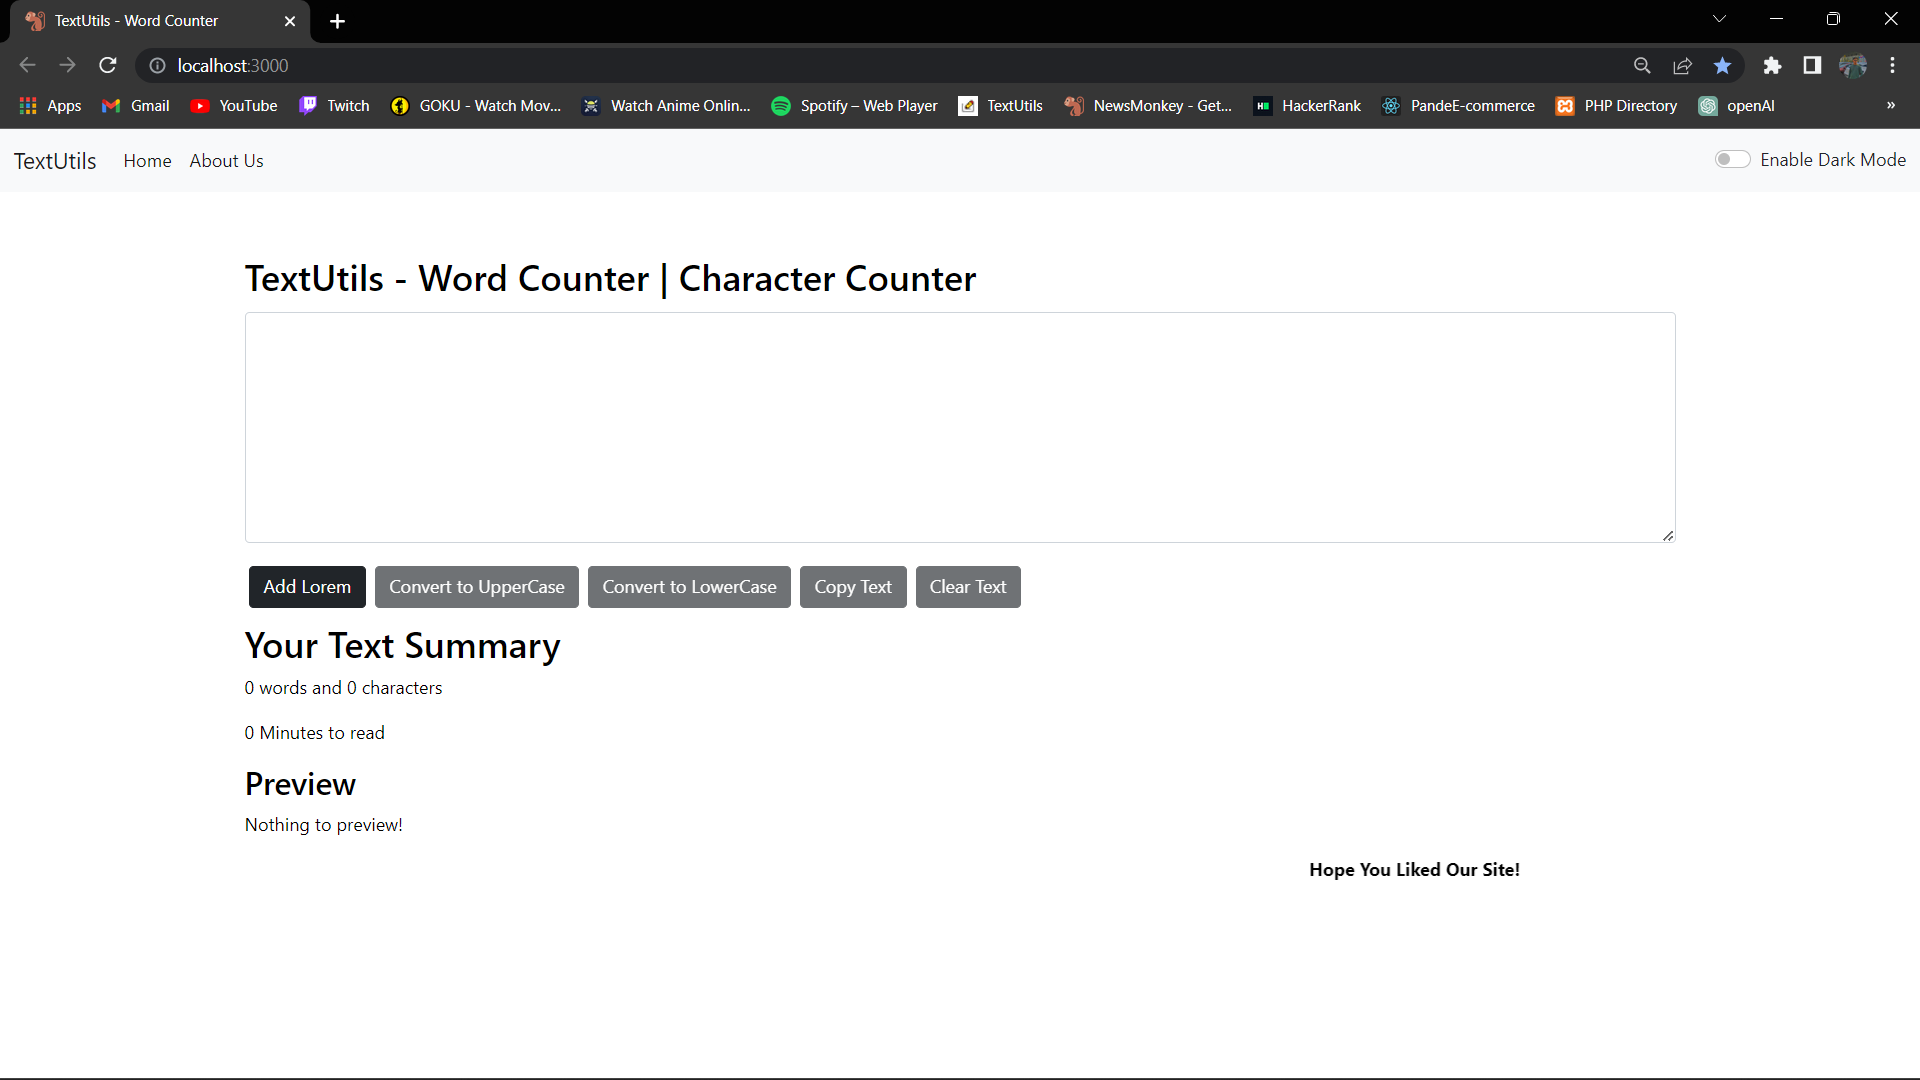 TextUtils - Word Counter
localhost:3000
Apps Gmail YouTube Twitch GOKU - Watch Mov... Watch Anime Onlin... Spotify – Web Player TextUtils NewsMonkey - Get... HackerRank PandeE-commerce PHP Directory openAI »
TextUtils Home About Us Enable Dark Mode
TextUtils - Word Counter | Character Counter
Add Lorem Convert to UpperCase Convert to LowerCase Copy Text Clear Text
Your Text Summary
0 words and 0 characters
0 Minutes to read
Preview
Nothing to preview!
Hope You Liked Our Site!